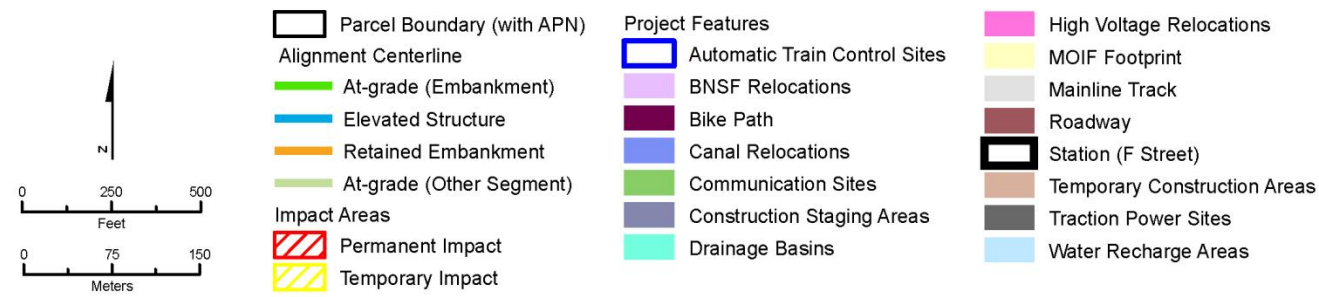 N
0 250 500
Feet
0 75 150
Meters
Parcel Boundary (with APN)
Alignment Centerline
At-grade (Embankment)
Elevated Structure
Retained Embankment
At-grade (Other Segment)
Impact Areas
Permanent Impact
Temporary Impact
Project Features
Automatic Train Control Sites
BNSF Relocations
Bike Path
Canal Relocations
Communication Sites
Construction Staging Areas
Drainage Basins
High Voltage Relocations
MOIF Footprint
Mainline Track
Roadway
Station (F Street)
Temporary Construction Areas
Traction Power Sites
Water Recharge Areas